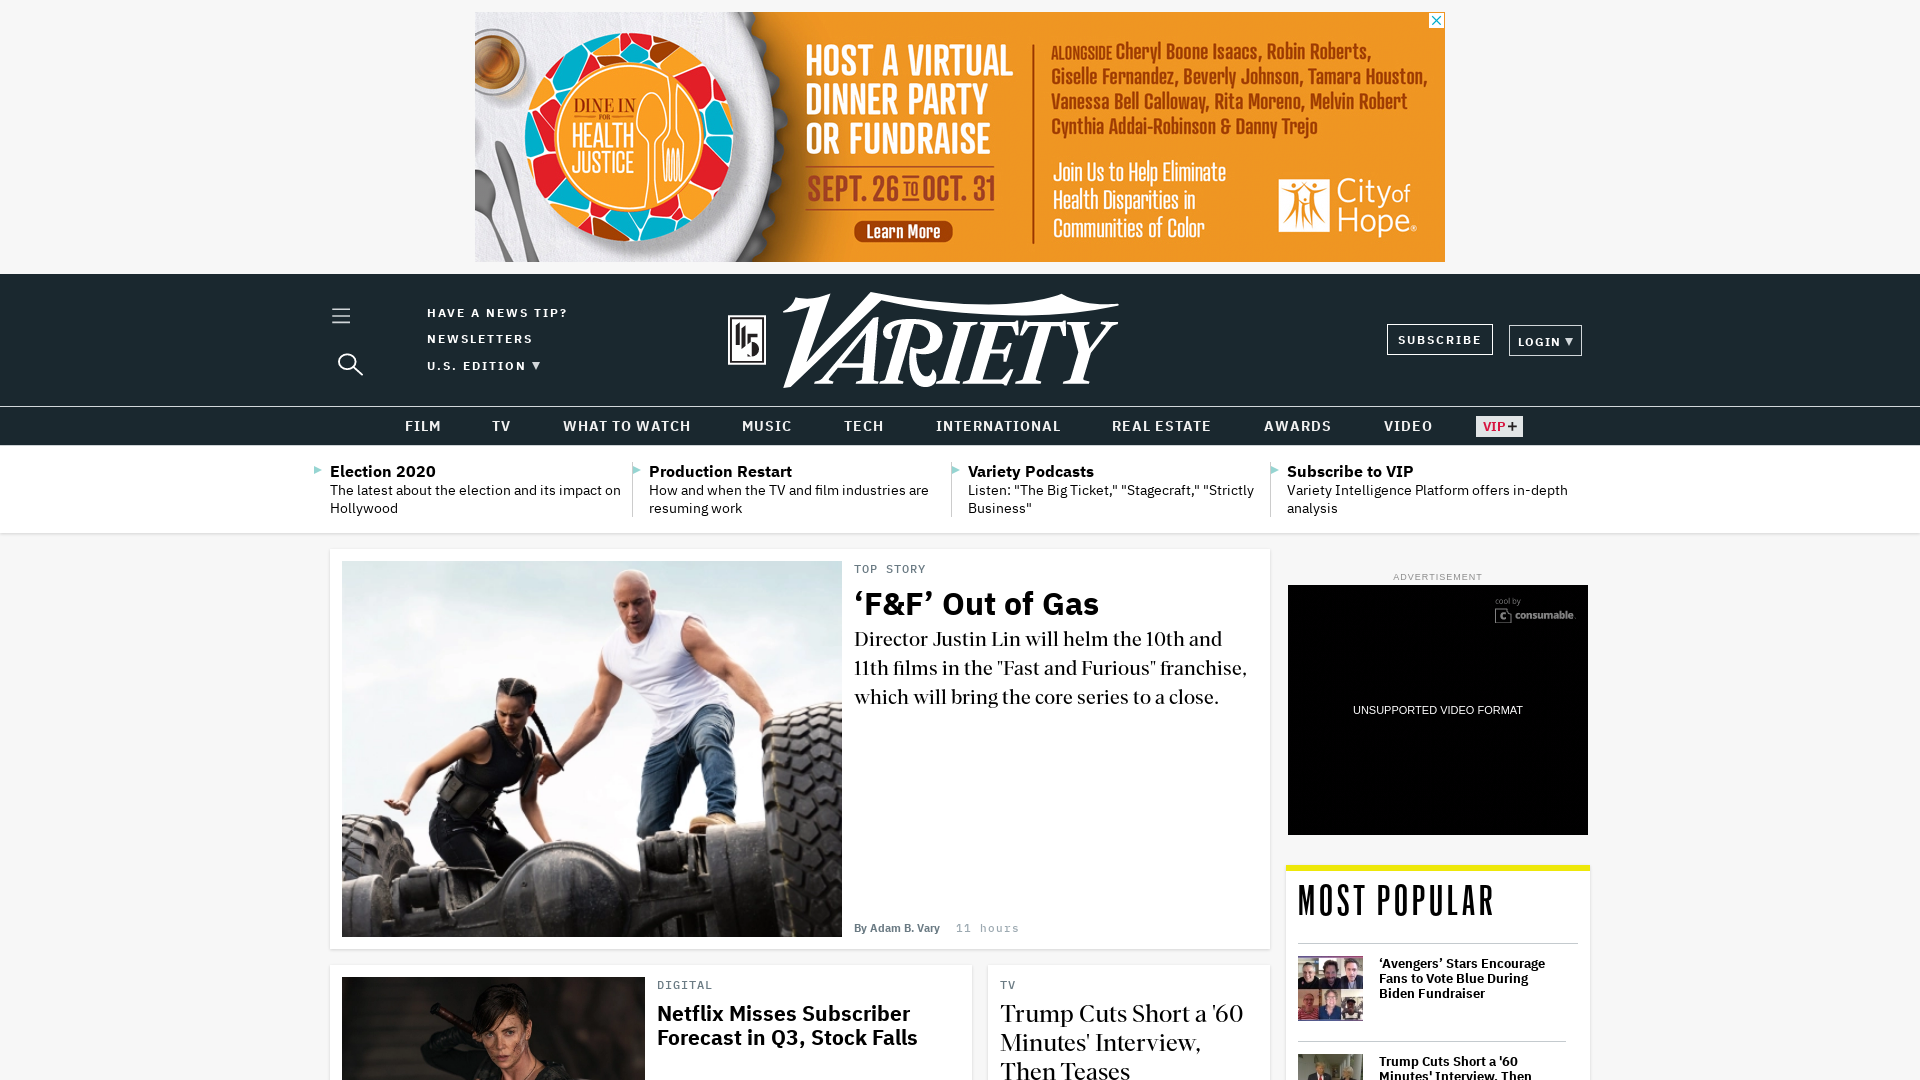 DINE IN
FOR
HEALTH
JUSTICE
HOST A VIRTUAL
DINNER PARTY
OR FUNDRAISE
SEPT. 26 TO OCT. 31
Learn More
ALONGSIDE Cheryl Boone Isaacs, Robin Roberts,
Giselle Fernandez, Beverly Johnson, Tamara Houston,
Vanessa Bell Calloway, Rita Moreno, Melvin Robert
Cynthia Addai-Robinson & Danny Trejo
Join Us to Help Eliminate
Health Disparities in
Communities of Color
City of
Hope®
HAVE A NEWS TIP?
NEWSLETTERS
U.S. EDITION ▼
115
VARIETY
SUBSCRIBE
LOGIN ▼
FILM TV WHAT TO WATCH MUSIC TECH INTERNATIONAL REAL ESTATE AWARDS VIDEO VIP+
Election 2020
The latest about the election and its impact on
Hollywood
Production Restart
How and when the TV and film industries are
resuming work
Variety Podcasts
Listen: "The Big Ticket," "Stagecraft," "Strictly
Business"
Subscribe to VIP
Variety Intelligence Platform offers in-depth
analysis
TOP STORY
‘F&F’ Out of Gas
Director Justin Lin will helm the 10th and
11th films in the "Fast and Furious" franchise,
which will bring the core series to a close.
By Adam B. Vary 11 hours
ADVERTISEMENT
cool by
consumable
UNSUPPORTED VIDEO FORMAT
MOST POPULAR
‘Avengers’ Stars Encourage
Fans to Vote Blue During
Biden Fundraiser
Trump Cuts Short a '60
Minutes' Interview, Then
DIGITAL
Netflix Misses Subscriber
Forecast in Q3, Stock Falls
TV
Trump Cuts Short a '60
Minutes' Interview,
Then Teases